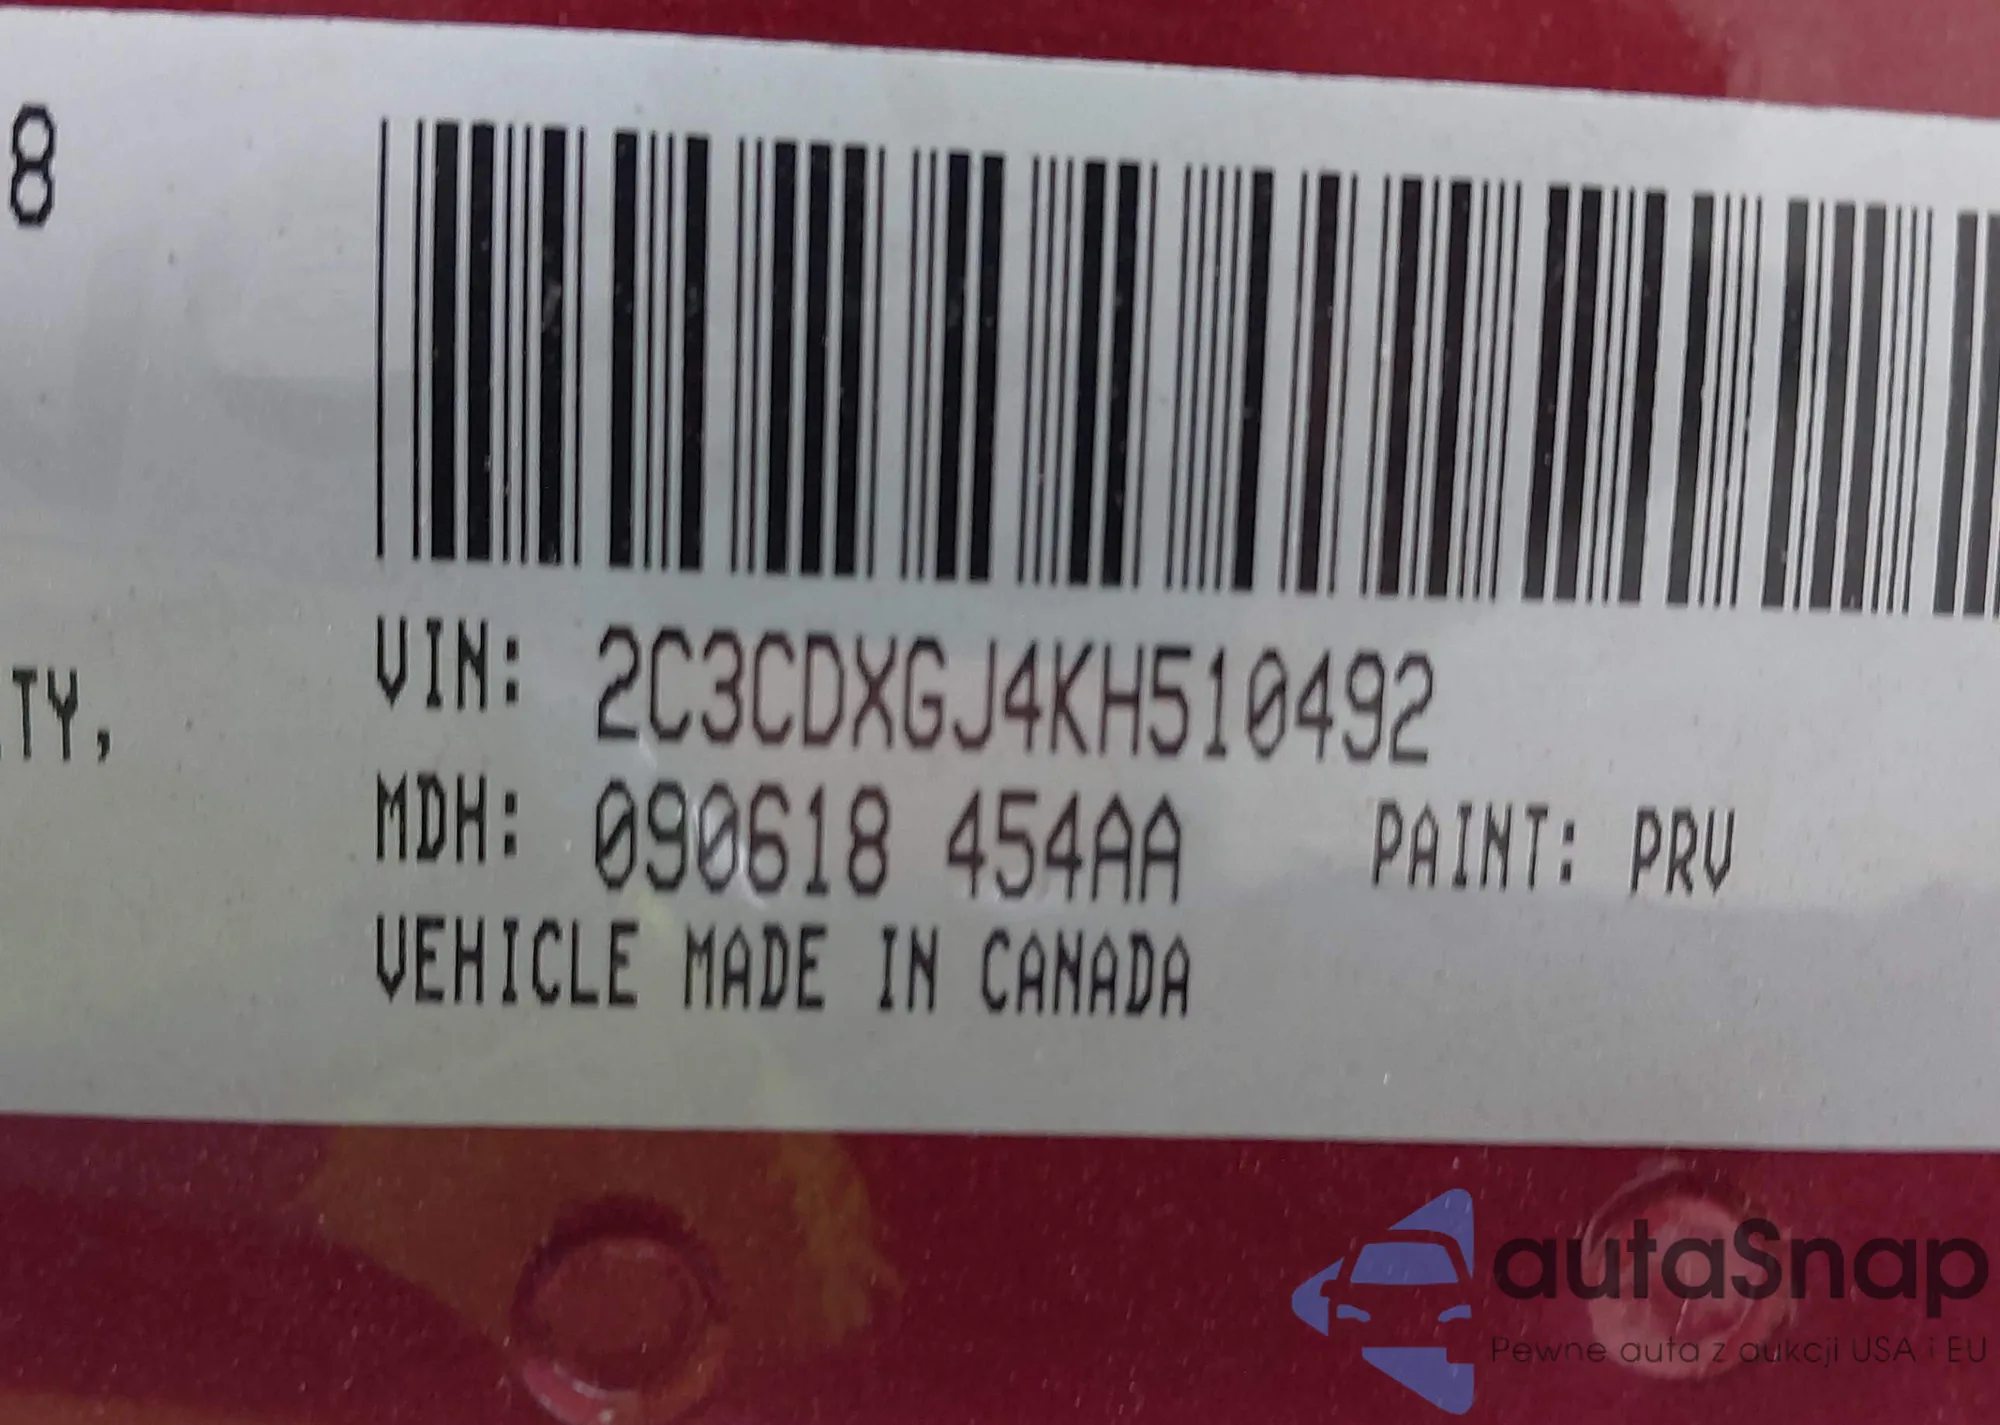 8
TY,
VIN: 2C3CDXGJ4KH510492
MDH: 090618 454AA PAINT: PRV
VEHICLE MADE IN CANADA
autaSnap
Pewne auta z aukcji USA i EU